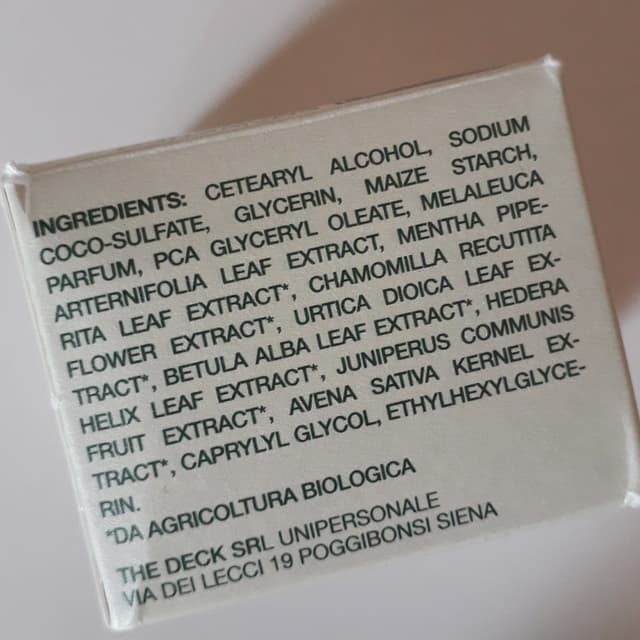 INGREDIENTS: CETEARYL ALCOHOL, SODIUM
COCO-SULFATE, GLYCERIN, MAIZE STARCH,
PARFUM, PCA GLYCERYL OLEATE, MELALEUCA
ARTERNIFOLIA LEAF EXTRACT, MENTHA PIPE-
RITA LEAF EXTRACT*, CHAMOMILLA RECUTITA
FLOWER EXTRACT*, URTICA DIOICA LEAF EX-
TRACT*, BETULA ALBA LEAF EXTRACT*, HEDERA
HELIX LEAF EXTRACT*, JUNIPERUS COMMUNIS
FRUIT EXTRACT*, AVENA SATIVA KERNEL EX-
TRACT*, CAPRYLYL GLYCOL, ETHYLHEXYLGLYCE-
RIN.
*DA AGRICOLTURA BIOLOGICA
THE DECK SRL UNIPERSONALE
VIA DEI LECCI 19 POGGIBONSI SIENA